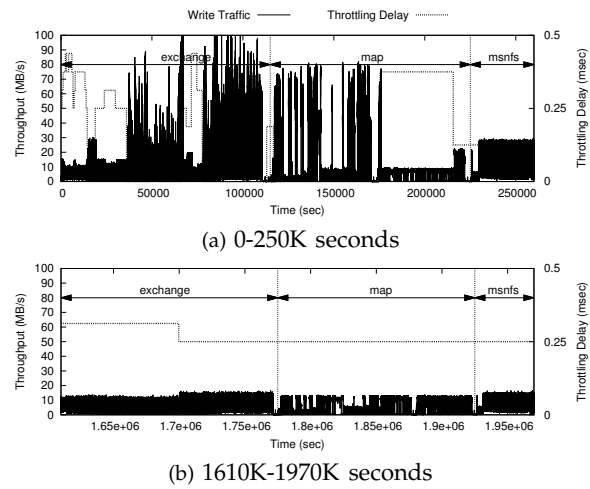 Write Traffic Throttling Delay
Throughput (MB/s)
100
90
80
70
60
50
40
30
20
10
0
exchange map msnfs
0.5
0.25
0
Throttling Delay (msec)
0 50000 100000 150000 200000 250000
Time (sec)
(a) 0-250K seconds
Throughput (MB/s)
100
90
80
70
60
50
40
30
20
10
0
exchange map msnfs
0.5
0.25
0
Throttling Delay (msec)
1.65e+06 1.7e+06 1.75e+06 1.8e+06 1.85e+06 1.9e+06 1.95e+06
Time (sec)
(b) 1610K-1970K seconds